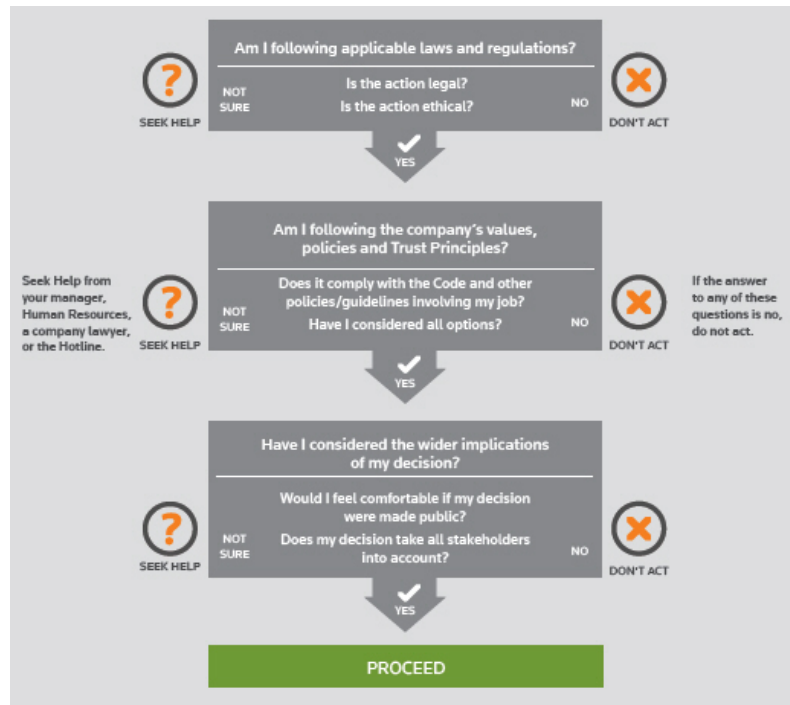 Am I following applicable laws and regulations?
Is the action legal?
Is the action ethical?
NOT
SURE
NO
?
SEEK HELP
DON'T ACT
YES
Am I following the company's values,
policies and Trust Principles?
Does it comply with the Code and other
policies/guidelines involving my job?
Have I considered all options?
NOT
SURE
NO
Seek Help from
your manager,
Human Resources,
a company lawyer,
or the Hotline.
?
SEEK HELP
DON'T ACT
If the answer
to any of these
questions is no,
do not act.
YES
Have I considered the wider implications
of my decision?
Would I feel comfortable if my decision
were made public?
Does my decision take all stakeholders
into account?
NOT
SURE
NO
?
SEEK HELP
DON'T ACT
YES
PROCEED